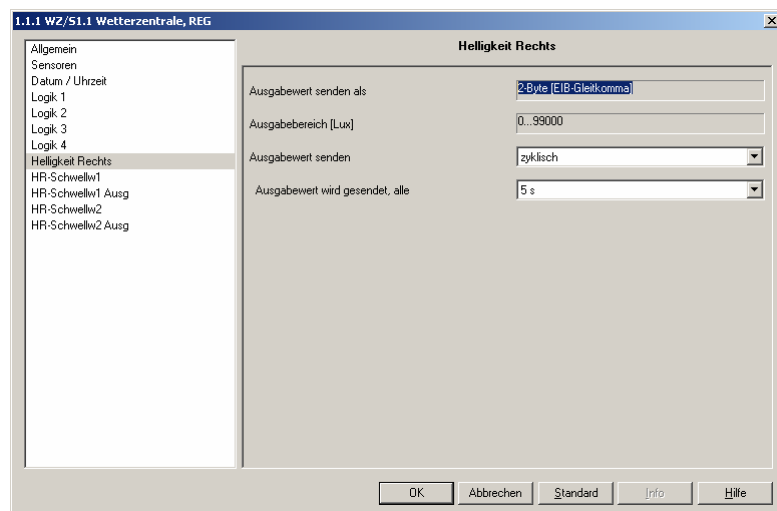 1.1.1 WZ/S1.1 Wetterzentrale, REG
Allgemein
Sensoren
Datum / Uhrzeit
Logik 1
Logik 2
Logik 3
Logik 4
Helligkeit Rechts
HR-Schwellw1
HR-Schwellw1 Ausg
HR-Schwellw2
HR-Schwellw2 Ausg
Helligkeit Rechts
Ausgabewert senden als
2-Byte [EIB-Gleitkomma]
Ausgabebereich [Lux]
0...99000
Ausgabewert senden
zyklisch
Ausgabewert wird gesendet, alle
5 s
OK
Abbrechen
Standard
Info
Hilfe